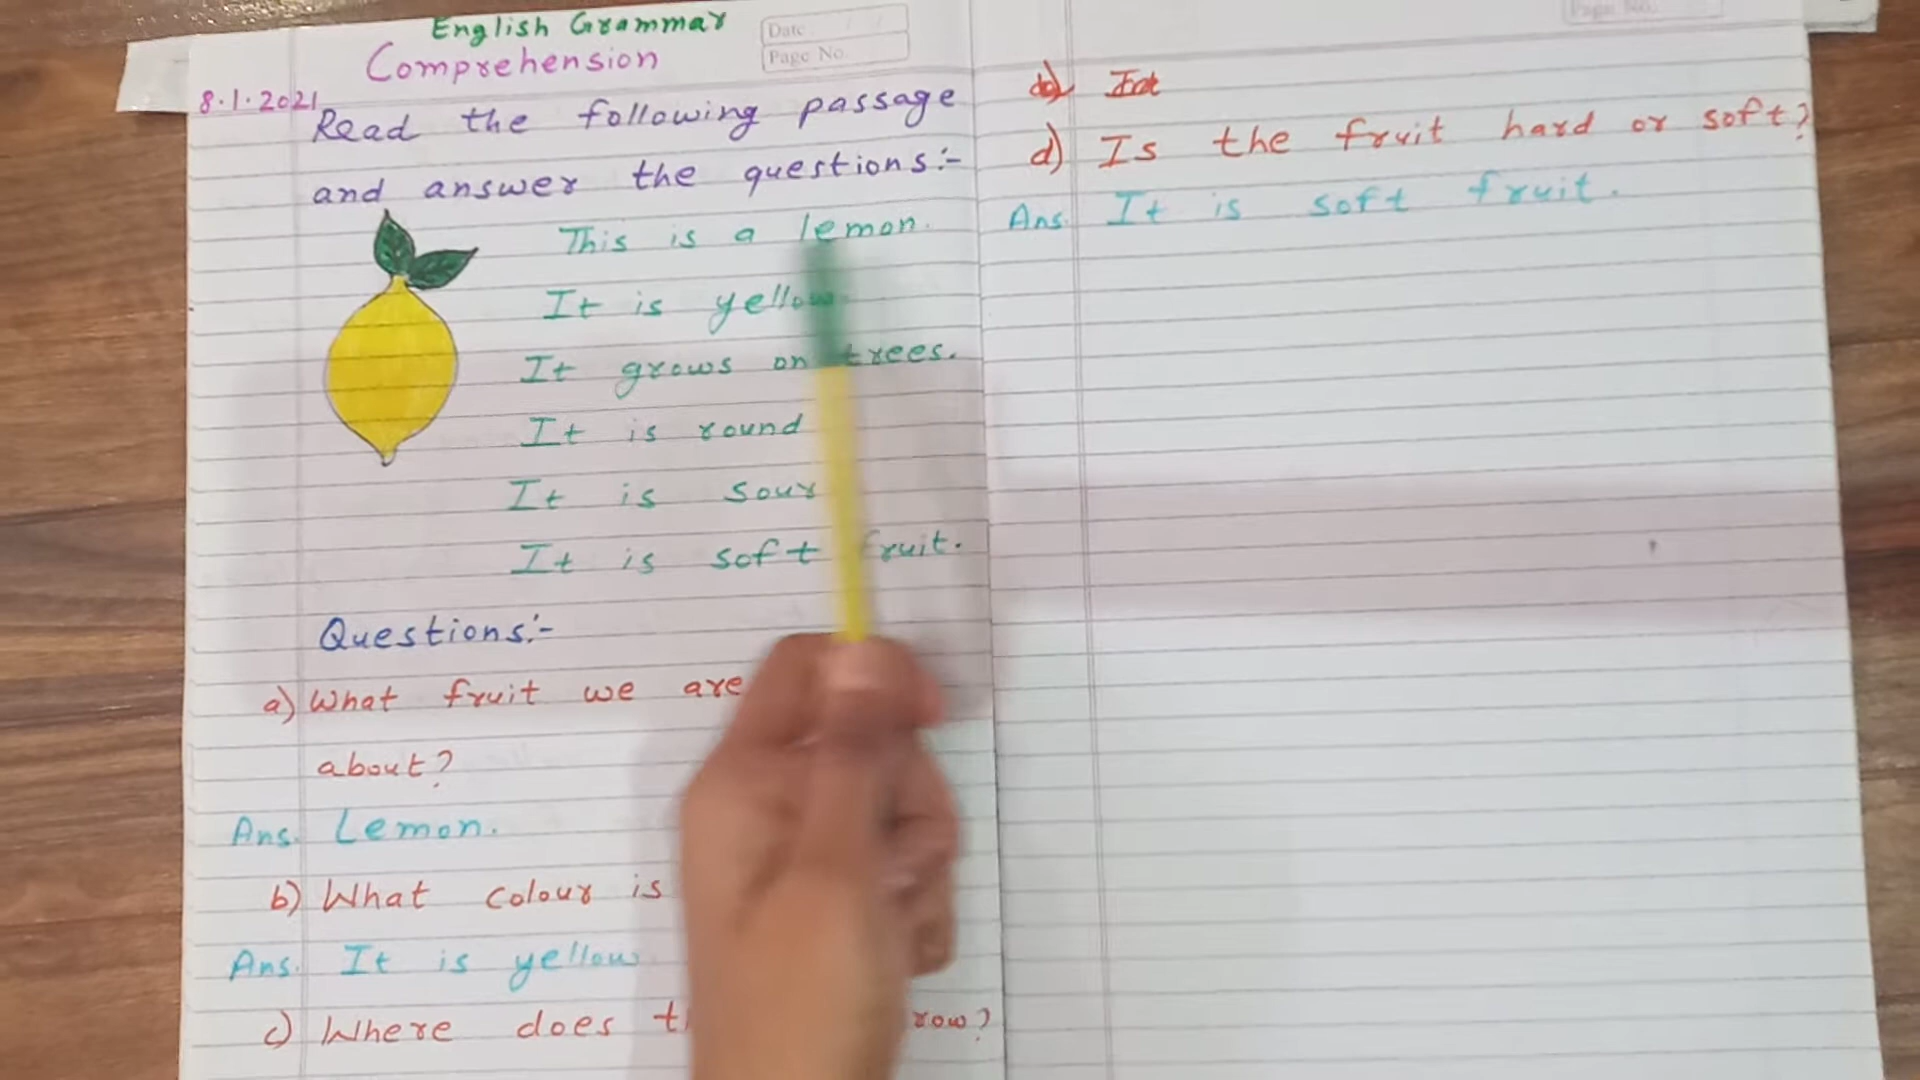 English Grammar
Comprehension
Date
Page No.
8.1.2021
Read the following passage
and answer the questions:-
This is a lemon.
It is yellow
It grows on trees.
It is round
It is sour
It is soft fruit.
Questions:-
a) What fruit we are
about?
Ans. Lemon.
b) What colour is
Ans. It is yellow
c) Where does
Page No.
d) Is the fruit hard or soft?
Ans. It is soft fruit.